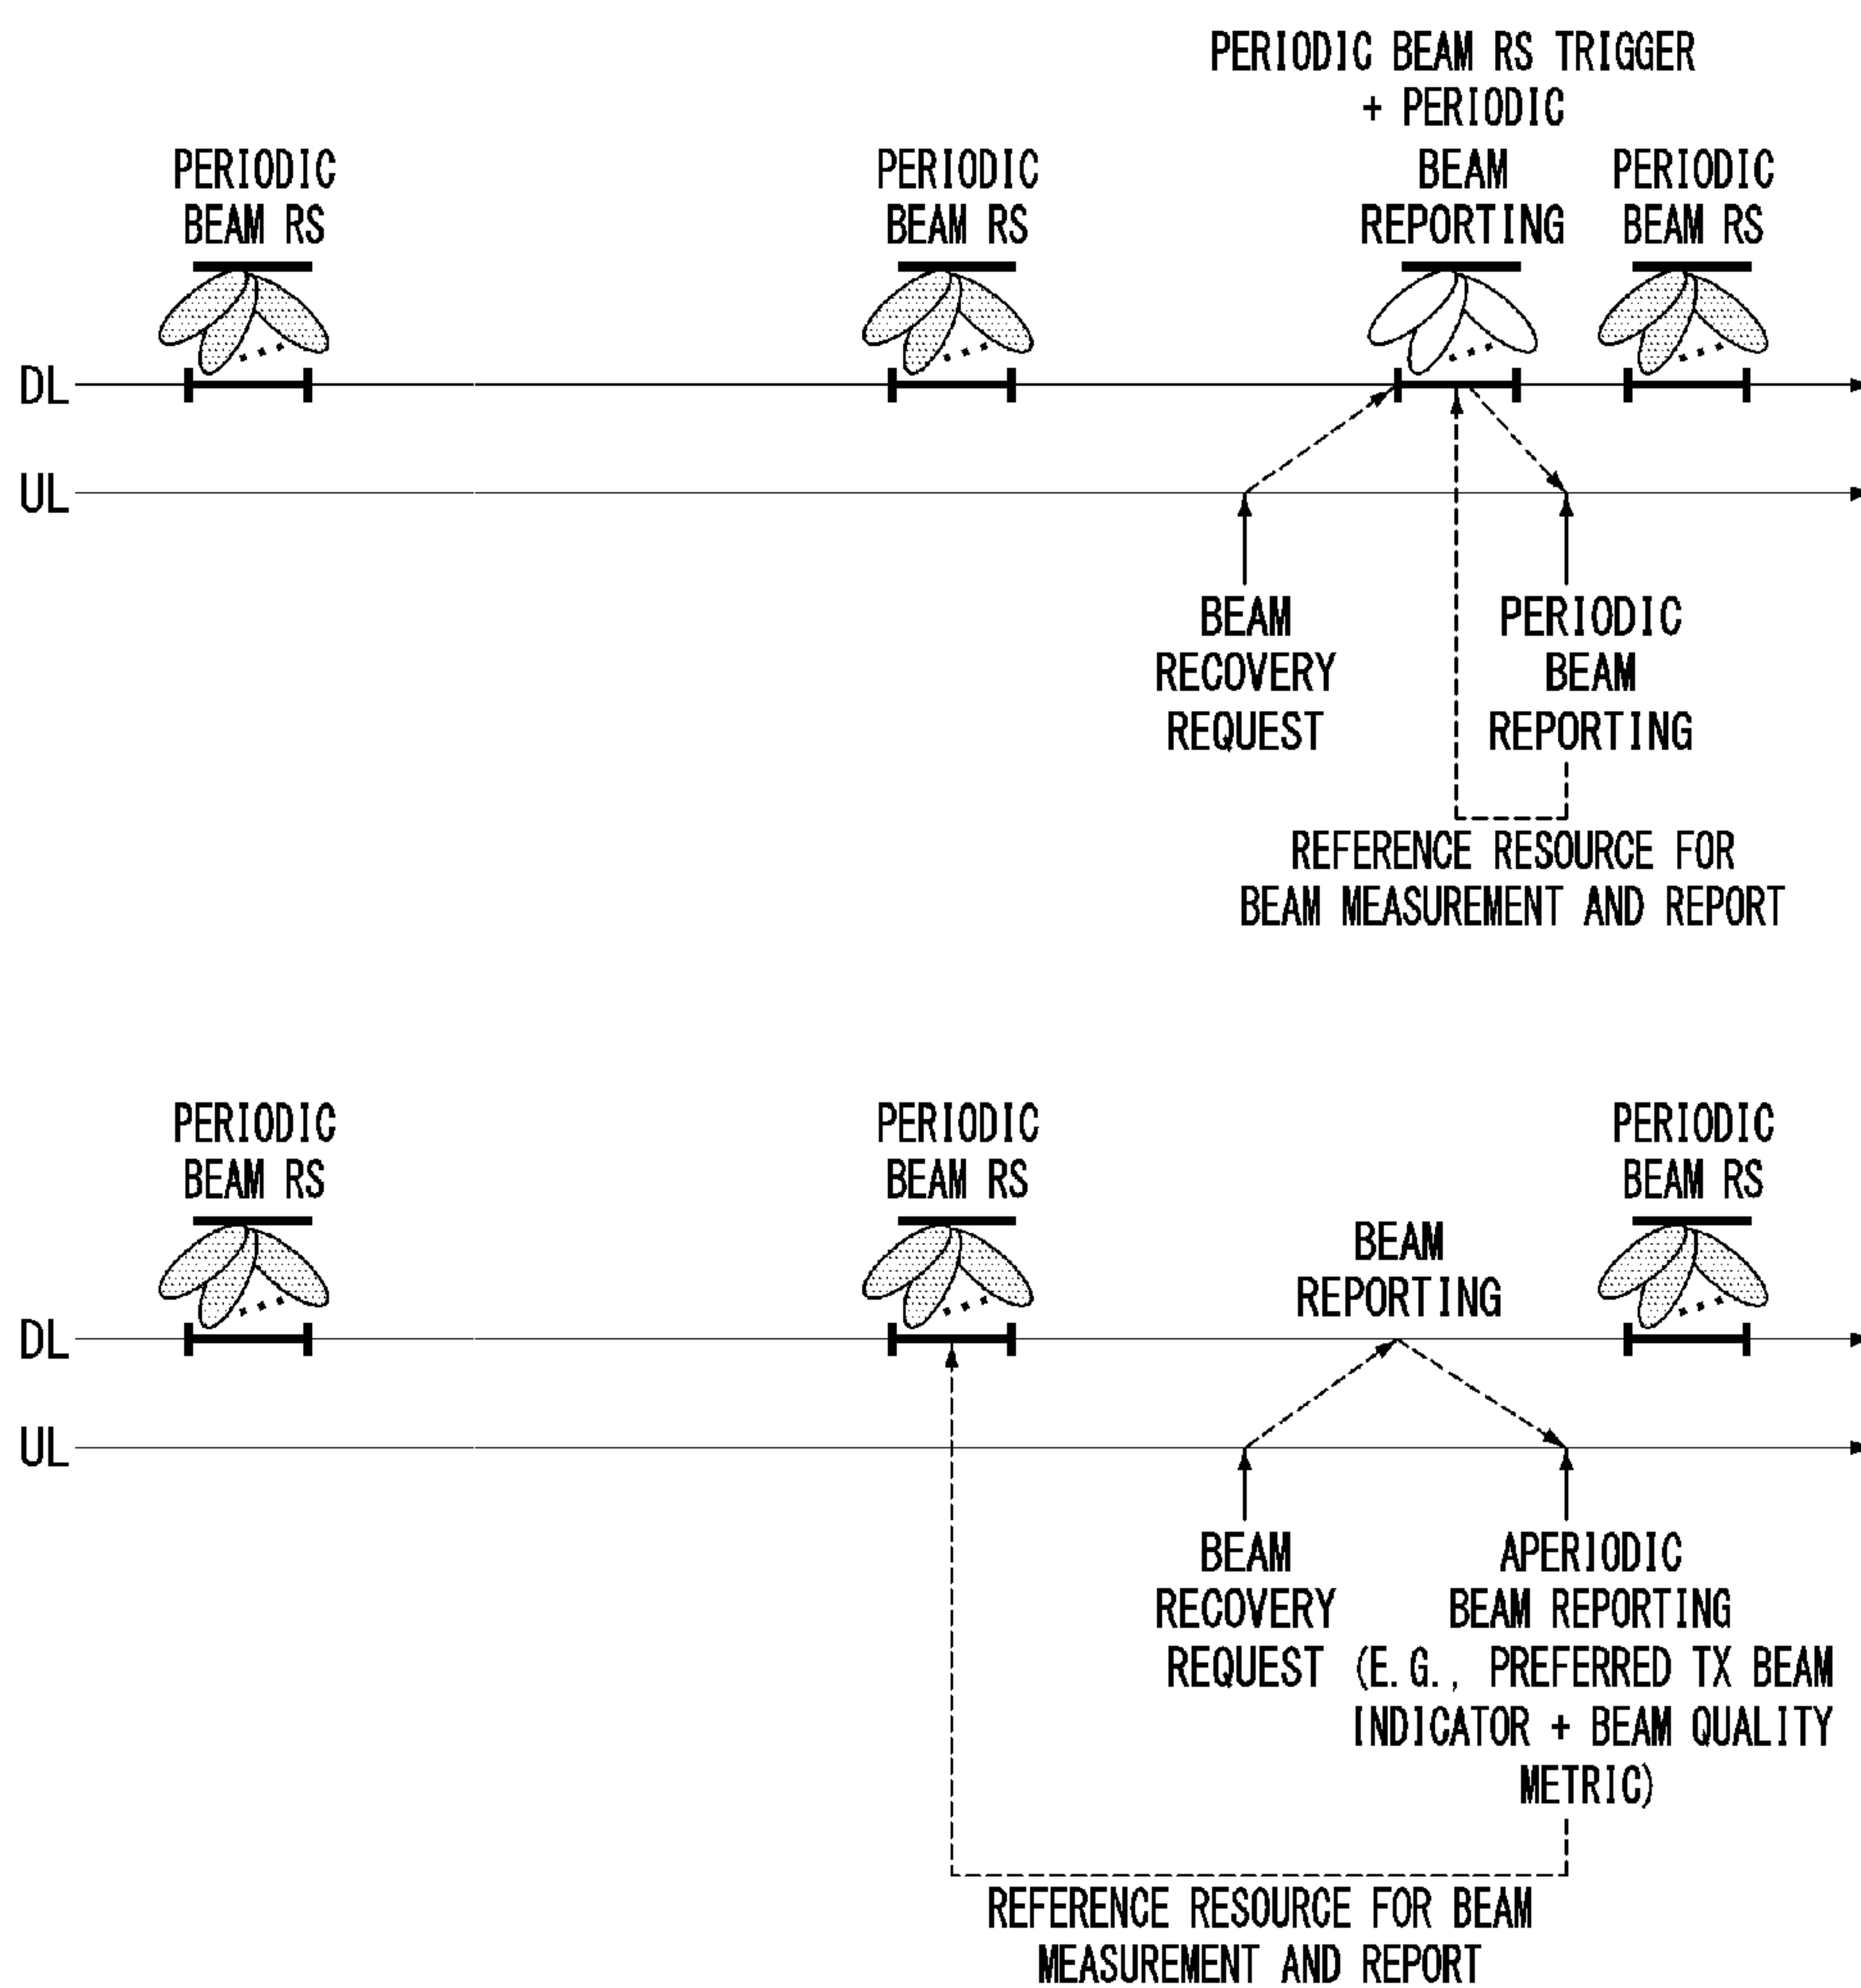 PERIODIC BEAM RS TRIGGER
+ PERIODIC
BEAM
REPORTING
PERIODIC
BEAM RS
PERIODIC
BEAM RS
PERIODIC
BEAM RS
DL
UL
BEAM
RECOVERY
REQUEST
PERIODIC
BEAM
REPORTING
REFERENCE RESOURCE FOR
BEAM MEASUREMENT AND REPORT
PERIODIC
BEAM RS
PERIODIC
BEAM RS
PERIODIC
BEAM RS
BEAM
REPORTING
DL
UL
BEAM
RECOVERY
REQUEST
APERIODIC
BEAM REPORTING
(E.G., PREFERRED TX BEAM
INDICATOR + BEAM QUALITY
METRIC)
REFERENCE RESOURCE FOR BEAM
MEASUREMENT AND REPORT